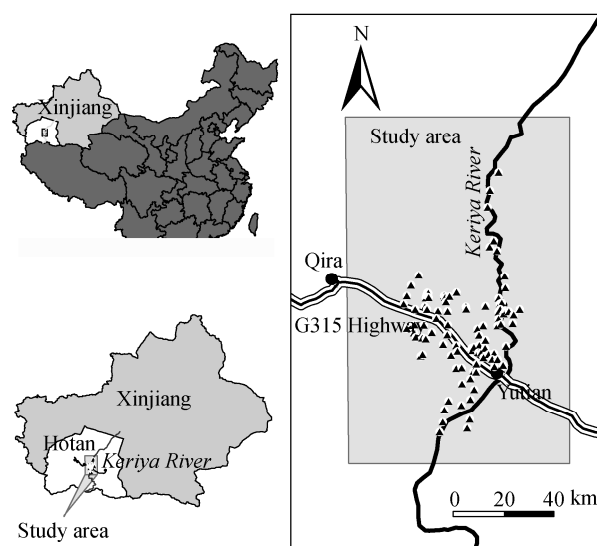 Xinjiang
Xinjiang
Hotan
Keriya River
Study area
N
Study area
Keriya River
Qira
G315 Highway
Yutian
0 20 40 km